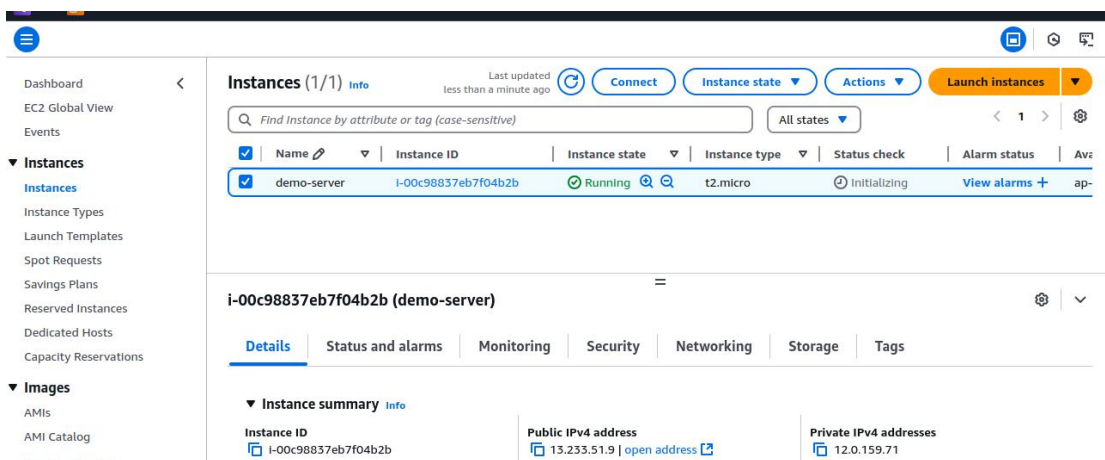 Dashboard
EC2 Global View
Events
Instances
Instances
Instance Types
Launch Templates
Spot Requests
Savings Plans
Reserved Instances
Dedicated Hosts
Capacity Reservations
Images
AMIs
AMI Catalog
Instances (1/1) Info
Last updated
less than a minute ago
Connect
Instance state
Actions
Launch instances
Find Instance by attribute or tag (case-sensitive)
All states
1
Name Instance ID Instance state Instance type Status check Alarm status Ava
demo-server i-00c98837eb7f04b2b Running t2.micro Initializing View alarms + ap-
i-00c98837eb7f04b2b (demo-server)
Details Status and alarms Monitoring Security Networking Storage Tags
Instance summary Info
Instance ID Public IPv4 address Private IPv4 addresses
i-00c98837eb7f04b2b 13.233.51.9 | open address 12.0.159.71